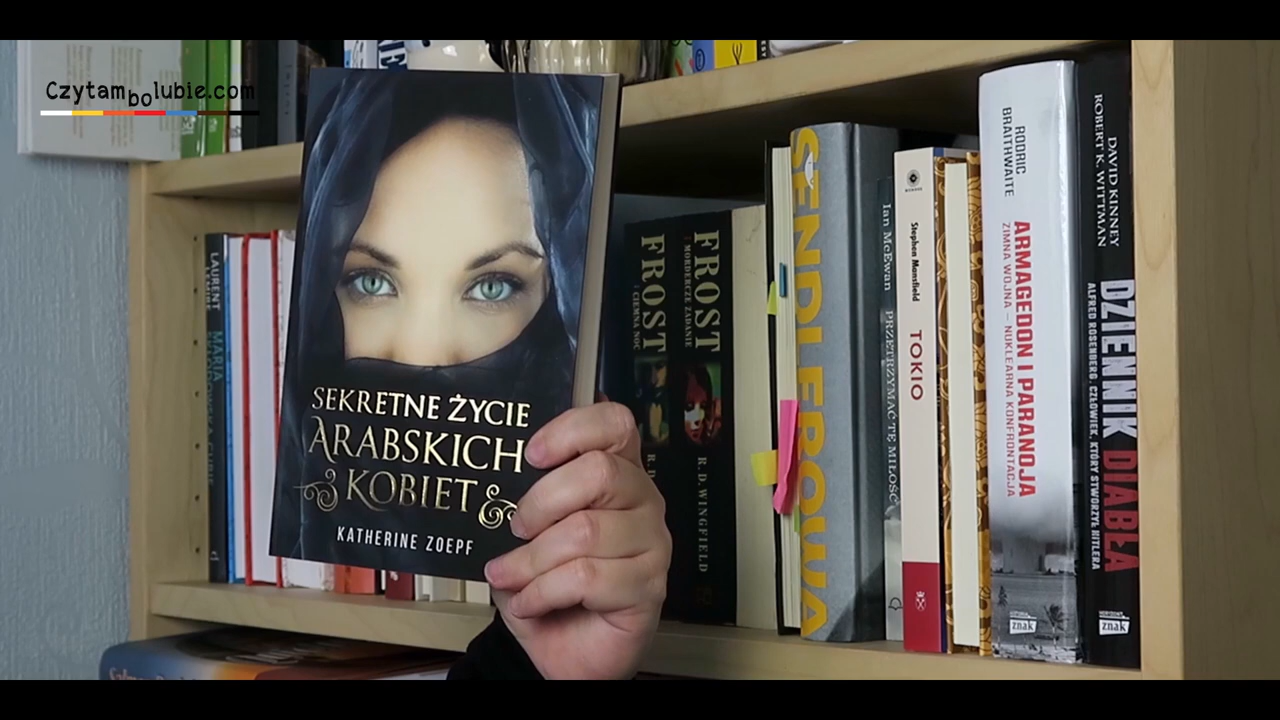 Czytambolubie.com
SEKRETNE ŻYCIE
ARABSKICH
KOBIET
KATHERINE ZOEPF
LAURENT
FROST
I CIEMNA NOC
R. D.
FROST
I MORDERCZE ZADANIE
R. D. WINGFIELD
SENDLEROWA
Ian McEwan
PRZETRZYMAĆ TĘ MIŁOŚĆ
Stephen Mansfield
TOKIO
RODRIC
BRAITHWAITE
ARMAGEDON I PARANOJA
ZIMNA WOJNA – NUKLEARNA KONFRONTACJA
znak
DAVID KINNEY
ROBERT K. WITTMAN
DZIENNIK DIABŁA
ALFRED ROSENBERG, CZŁOWIEK, KTÓRY STWORZYŁ HITLERA
znak